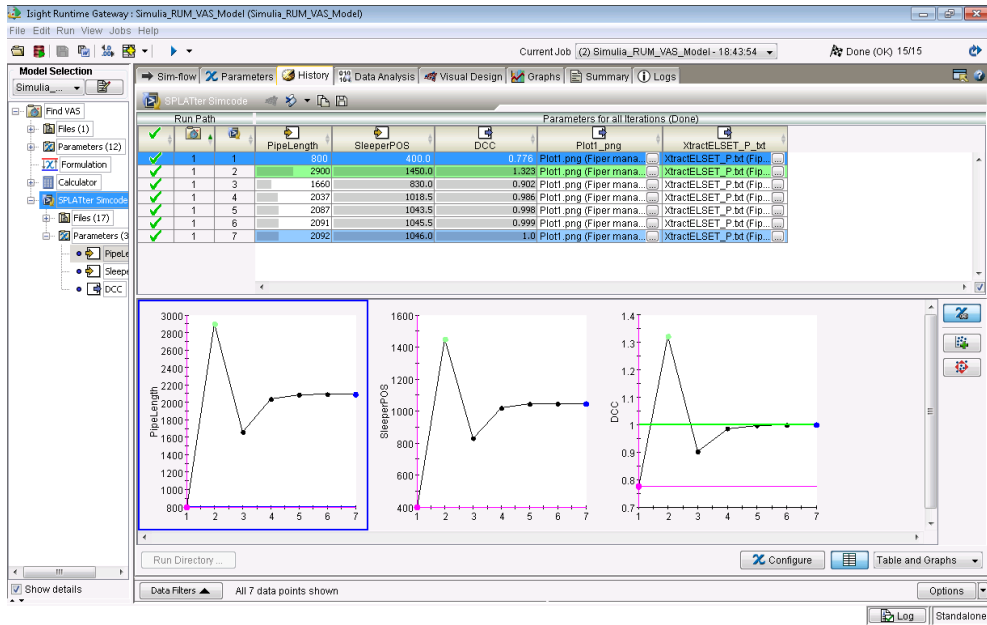 Isight Runtime Gateway : Simulia_RUM_VAS_Model (Simulia_RUM_VAS_Model)
File Edit Run View Jobs Help
Current Job (2) Simulia_RUM_VAS_Model - 18:43:54 Done (OK) 15/15
Model Selection
Simulia_...
Sim-flow Parameters History Data Analysis Visual Design Graphs Summary Logs
SPLATter Simcode
Find VAS
Files (1)
Parameters (12)
Formulation
Calculator
SPLATter Simcode
Files (17)
Parameters (3
PipeLe
Sleepe
DCC
Run Path Parameters for all Iterations (Done)
PipeLength SleeperPOS DCC Plot1_png XtractELSET_P_txt
1 1 800 400.0 0.776 Plot1.png (Fiper mana... ... XtractELSET_P.txt (Fip... ...
1 2 2900 1450.0 1.323 Plot1.png (Fiper mana... ... XtractELSET_P.txt (Fip... ...
1 3 1660 830.0 0.902 Plot1.png (Fiper mana... ... XtractELSET_P.txt (Fip... ...
1 4 2037 1018.5 0.986 Plot1.png (Fiper mana... ... XtractELSET_P.txt (Fip... ...
1 5 2087 1043.5 0.998 Plot1.png (Fiper mana... ... XtractELSET_P.txt (Fip... ...
1 6 2091 1045.5 0.999 Plot1.png (Fiper mana... ... XtractELSET_P.txt (Fip... ...
1 7 2092 1046.0 1.0 Plot1.png (Fiper mana... ... XtractELSET_P.txt (Fip... ...
PipeLength
3000
2800
2600
2400
2200
2000
1800
1600
1400
1200
1000
800
1 2 3 4 5 6 7
SleeperPOS
1600
1400
1200
1000
800
600
400
1 2 3 4 5 6 7
DCC
1.4
1.3
1.2
1.1
1
0.9
0.8
0.7
1 2 3 4 5 6 7
Run Directory ...
Configure
Table and Graphs
Show details
Data Filters All 7 data points shown
Options
Log Standalone